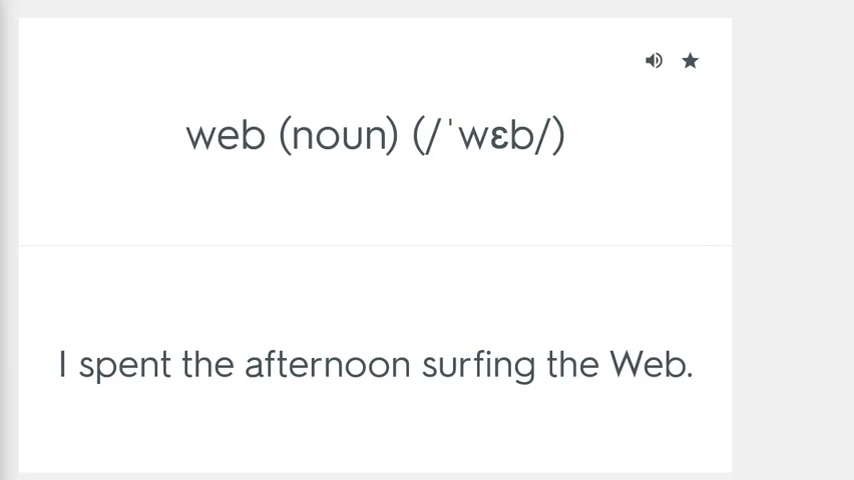 web (noun) (/ˈwɛb/)
I spent the afternoon surfing the Web.